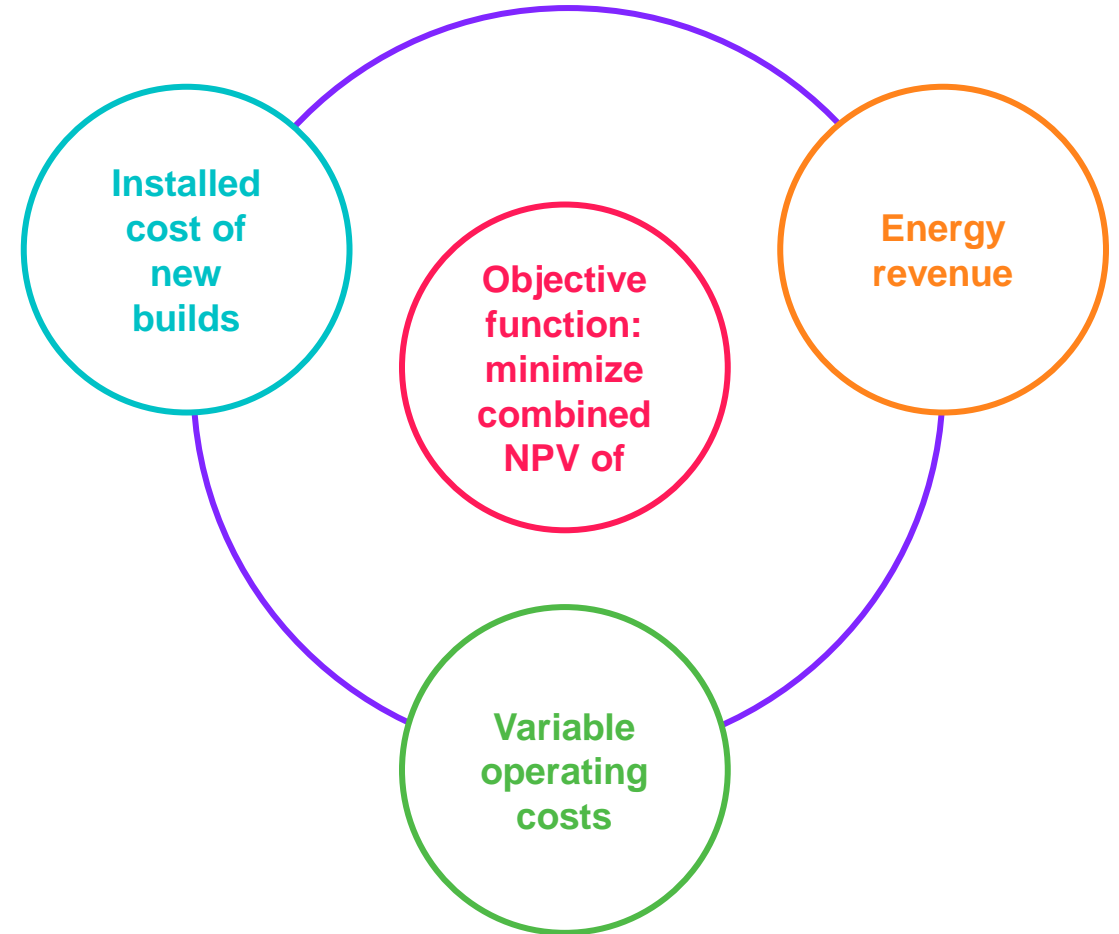 Installed
cost of
new
builds
Energy
revenue
Objective
function:
minimize
combined
NPV of
Variable
operating
costs